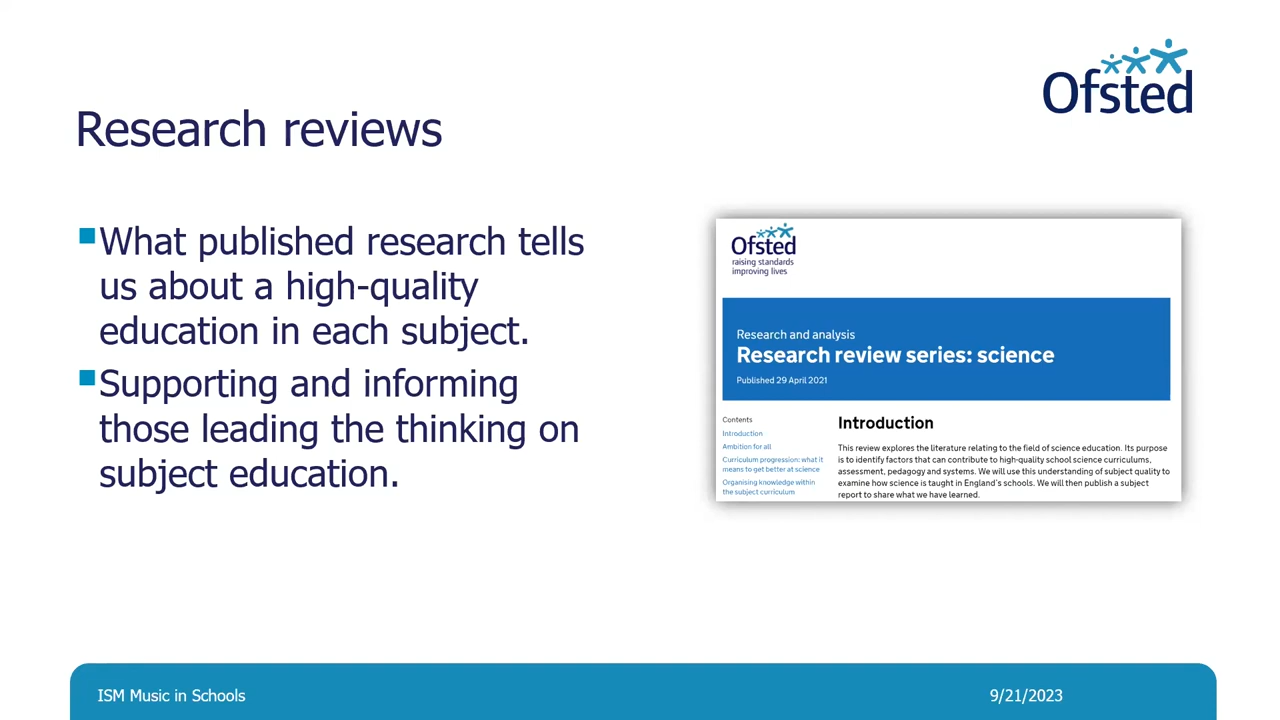 Ofsted
Research reviews
What published research tells
us about a high-quality
education in each subject.
Supporting and informing
those leading the thinking on
subject education.
Ofsted
raising standards
improving lives
Research and analysis
Research review series: science
Published 29 April 2021
Contents
Introduction
Ambition for all
Curriculum progression: what it
means to get better at science
Organising knowledge within
the subject curriculum
Introduction
This review explores the literature relating to the field of science education. Its purpose
is to identify factors that can contribute to high-quality school science curriculums,
assessment, pedagogy and systems. We will use this understanding of subject quality to
examine how science is taught in England's schools. We will then publish a subject
report to share what we have learned.
ISM Music in Schools
9/21/2023